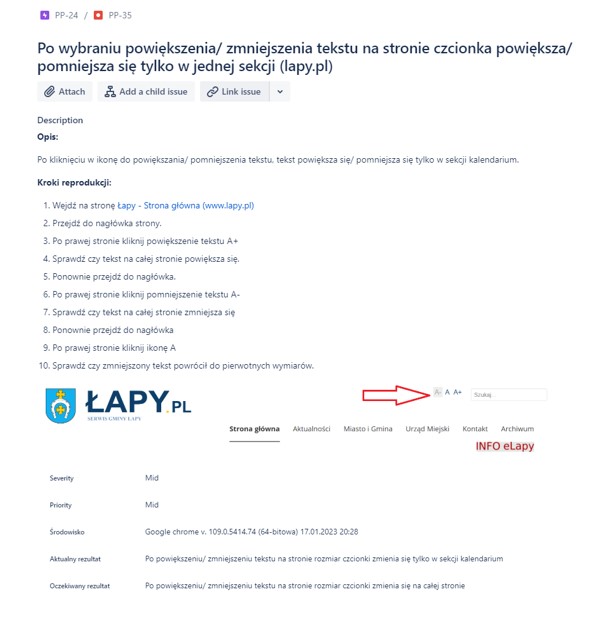 PP-24 / PP-35
Po wybraniu powiększenia/ zmniejszenia tekstu na stronie czcionka powiększa/
pomniejsza się tylko w jednej sekcji (lapy.pl)
Attach Add a child issue Link issue
Description
Opis:
Po kliknięciu w ikonę do powiększania/ pomniejszenia tekstu, tekst powiększa się/ pomniejsza się tylko w sekcji kalendarium.
Kroki reprodukcji:
1. Wejdź na stronę Łapy - Strona główna (www.lapy.pl)
2. Przejdź do nagłówka strony.
3. Po prawej stronie kliknij powiększenie tekstu A+
4. Sprawdź czy tekst na całej stronie powiększa się.
5. Ponownie przejdź do nagłówka.
6. Po prawej stronie kliknij pomniejszenie tekstu A-
7. Sprawdź czy tekst na całej stronie zmniejsza się
8. Ponownie przejdź do nagłówka
9. Po prawej stronie kliknij ikonę A
10. Sprawdź czy zmniejszony tekst powrócił do pierwotnych wymiarów.
ŁAPY.PL
SERWIS GMINY ŁAPY
A- A A+ Szukaj
Strona główna Aktualności Miasto i Gmina Urząd Miejski Kontakt Archiwum
INFO eLapy
Severity Mid
Priority Mid
Środowisko Google chrome v. 109.0.5414.74 (64-bitowa) 17.01.2023 20:28
Aktualny rezultat Po powiększeniu/ zmniejszeniu tekstu na stronie rozmiar czcionki zmienia się tylko w sekcji kalendarium
Oczekiwany rezultat Po powiększeniu/ zmniejszeniu tekstu na stronie rozmiar czcionki zmienia się na całej stronie